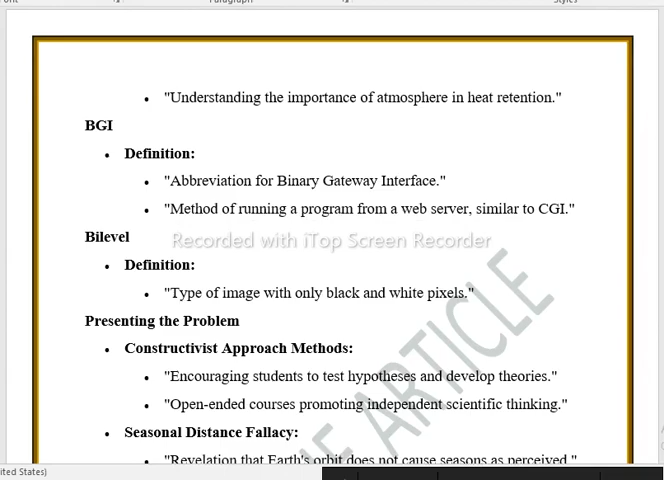 Paragraph
Styles
"Understanding the importance of atmosphere in heat retention."
BGI
Definition:
"Abbreviation for Binary Gateway Interface."
"Method of running a program from a web server, similar to CGI."
Bilevel
Recorded with iTop Screen Recorder
Definition:
"Type of image with only black and white pixels."
Presenting the Problem
Constructivist Approach Methods:
"Encouraging students to test hypotheses and develop theories."
"Open-ended courses promoting independent scientific thinking."
Seasonal Distance Fallacy:
"Revelation that Earth's orbit does not cause seasons as perceived."
ARTICLE
ited States)